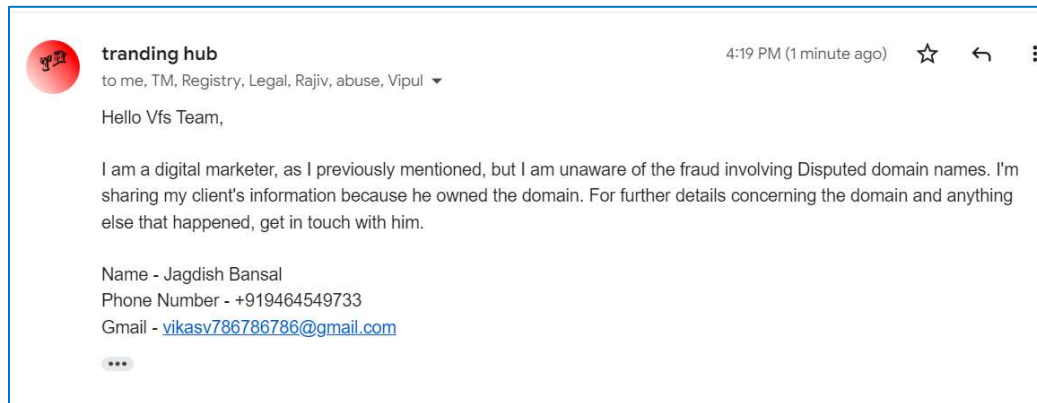 tranding hub
4:19 PM (1 minute ago)
to me, TM, Registry, Legal, Rajiv, abuse, Vipul
Hello Vfs Team,
I am a digital marketer, as I previously mentioned, but I am unaware of the fraud involving Disputed domain names. I'm
sharing my client's information because he owned the domain. For further details concerning the domain and anything
else that happened, get in touch with him.
Name - Jagdish Bansal
Phone Number - +919464549733
Gmail - vikasv786786786@gmail.com